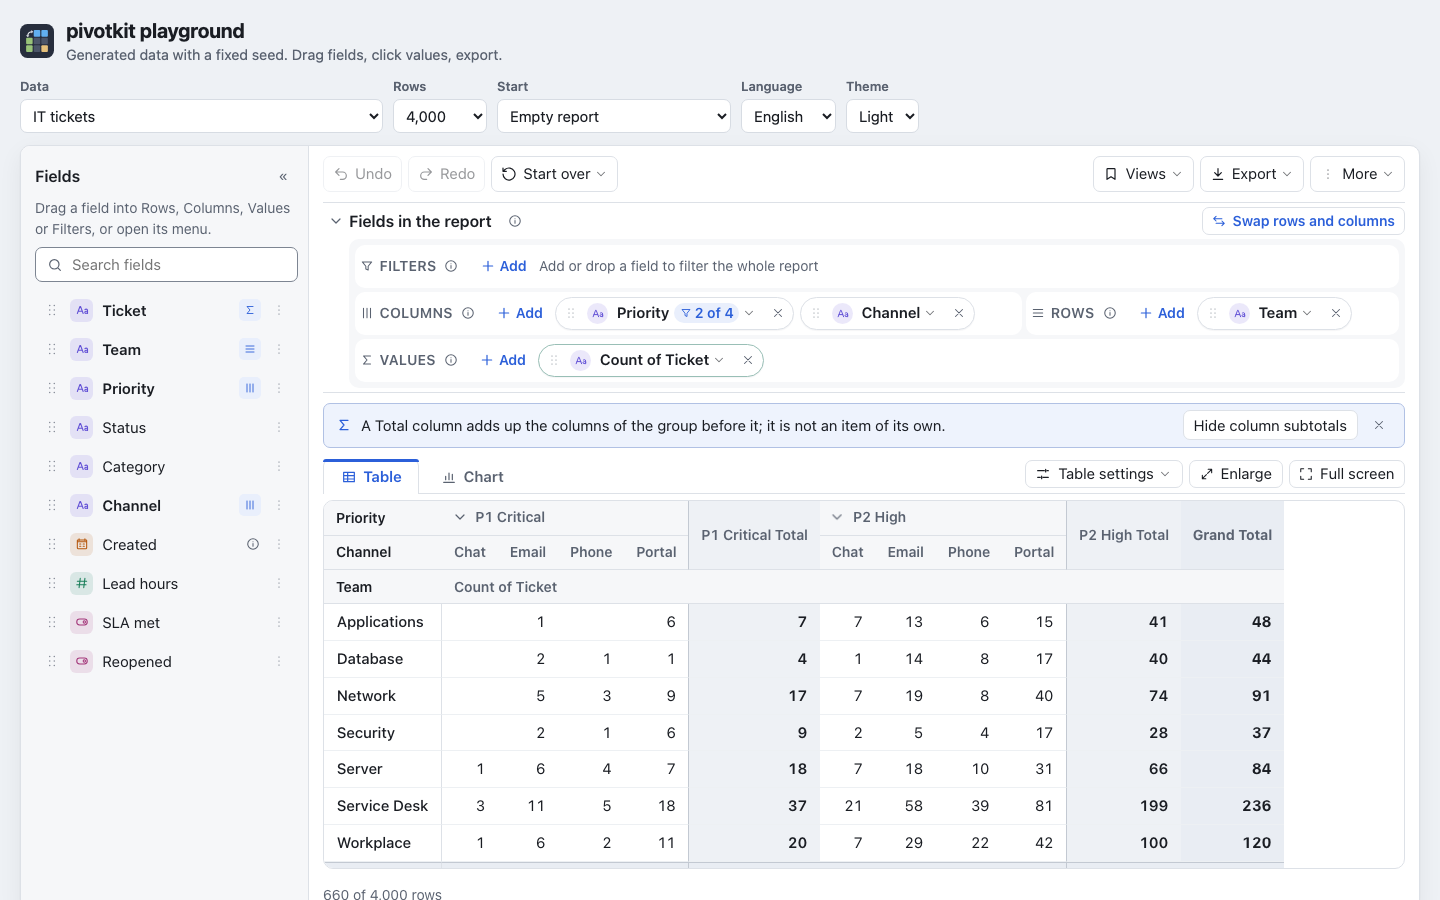 pivotkit playground
Generated data with a fixed seed. Drag fields, click values, export.
Data Rows Start Language Theme
IT tickets 4,000 Empty report English Light
Fields «
Drag a field into Rows, Columns, Values
or Filters, or open its menu.
Search fields
Aa Ticket Σ
Aa Team
Aa Priority
Aa Status
Aa Category
Aa Channel
Created
# Lead hours
SLA met
Reopened
Undo Redo Start over Views Export More
Fields in the report Swap rows and columns
FILTERS + Add Add or drop a field to filter the whole report
COLUMNS + Add Aa Priority 2 of 4 × Aa Channel × ROWS + Add Aa Team ×
Σ VALUES + Add Aa Count of Ticket ×
Σ A Total column adds up the columns of the group before it; it is not an item of its own. Hide column subtotals ×
Table Chart Table settings Enlarge Full screen
Priority P1 Critical P1 Critical Total P2 High P2 High Total Grand Total
Channel Chat Email Phone Portal Chat Email Phone Portal
Team Count of Ticket
Applications 1 6 7 7 13 6 15 41 48
Database 2 1 1 4 1 14 8 17 40 44
Network 5 3 9 17 7 19 8 40 74 91
Security 2 1 6 9 2 5 4 17 28 37
Server 1 6 4 7 18 7 18 10 31 66 84
Service Desk 3 11 5 18 37 21 58 39 81 199 236
Workplace 1 6 2 11 20 7 29 22 42 100 120
660 of 4,000 rows